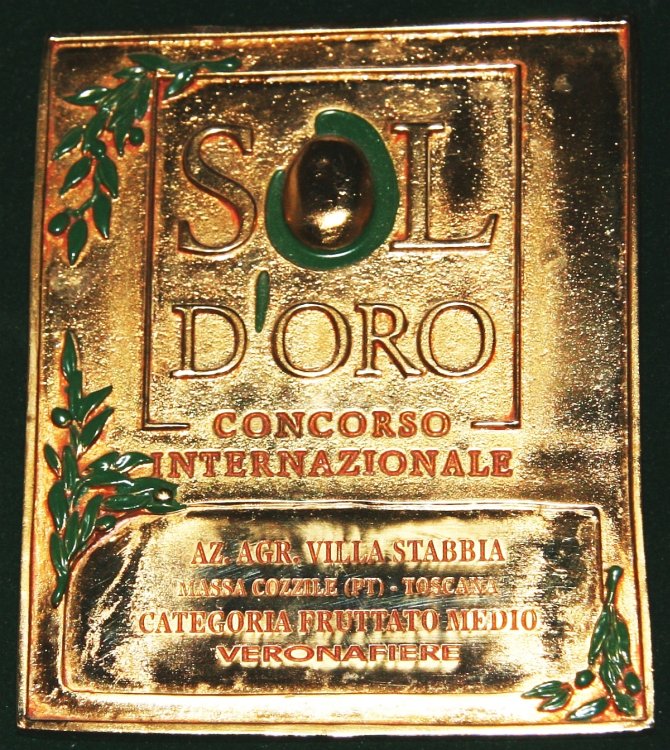 SOL
D'ORO
CONCORSO
INTERNAZIONALE
AZ. AGR. VILLA STABBIA
MASSA COZZILE (PT) - TOSCANA
CATEGORIA FRUTTATO MEDIO
VERONAFIERE